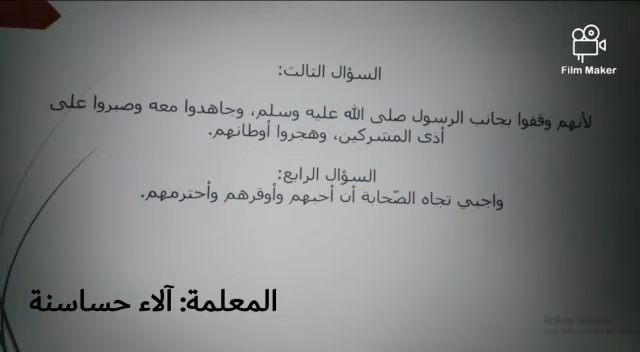 Film Maker
السؤال الثالث:
لأنهم وقفوا بجانب الرسول صلى الله عليه وسلم، وجاهدوا معه وصبروا على
أذى المشركين، وهجروا أوطانهم.
السؤال الرابع:
واجبي تجاه الصّحابة أن أحبهم وأوقرهم وأحترمهم.
المعلمة: آلاء حساسنة